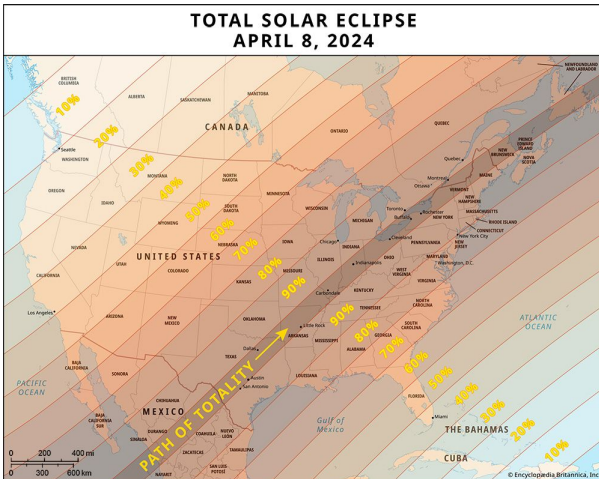 TOTAL SOLAR ECLIPSE
APRIL 8, 2024
NEWFOUNDLAND
AND LABRADOR
BRITISH
COLUMBIA
ALBERTA
SASKATCHEWAN
MANITOBA
ONTARIO
QUEBEC
CANADA
10%
20%
30%
40%
50%
60%
70%
80%
90%
Seattle
WASHINGTON
OREGON
IDAHO
MONTANA
NORTH
DAKOTA
SOUTH
DAKOTA
MINNESOTA
WISCONSIN
MICHIGAN
WYOMING
NEBRASKA
IOWA
NEVADA
UTAH
COLORADO
KANSAS
MISSOURI
ILLINOIS
INDIANA
OHIO
UNITED STATES
CALIFORNIA
Los Angeles
ARIZONA
NEW
MEXICO
OKLAHOMA
TEXAS
ARKANSAS
Little Rock
Dallas
Austin
San Antonio
Chicago
Indianapolis
Carbondale
Cleveland
Toronto
Buffalo
Rochester
NEW YORK
Ottawa
Montreal
Quebec
PRINCE
EDWARD
ISLAND
NEW
BRUNSWICK
NOVA
SCOTIA
MAINE
VERMONT
NEW
HAMPSHIRE
MASSACHUSETTS
RHODE ISLAND
CONNECTICUT
New York City
NEW
JERSEY
PENNSYLVANIA
MARYLAND
Washington, D.C.
WEST
VIRGINIA
VIRGINIA
KENTUCKY
TENNESSEE
NORTH
CAROLINA
SOUTH
CAROLINA
GEORGIA
ALABAMA
MISSISSIPPI
LOUISIANA
FLORIDA
Miami
90%
80%
70%
60%
50%
40%
30%
20%
10%
PATH OF TOTALITY
ATLANTIC
OCEAN
PACIFIC
OCEAN
Gulf of
Mexico
THE BAHAMAS
CUBA
MEXICO
BAJA
CALIFORNIA
BAJA
CALIFORNIA
SUR
SONORA
CHIHUAHUA
SINALOA
DURANGO
COAHUILA
NUEVO
LEÓN
TAMAULIPAS
ZACATECAS
SAN LUIS
POTOSÍ
NAYARIT
0 200 400 mi
0 300 600 km
© Encyclopædia Britannica, Inc.